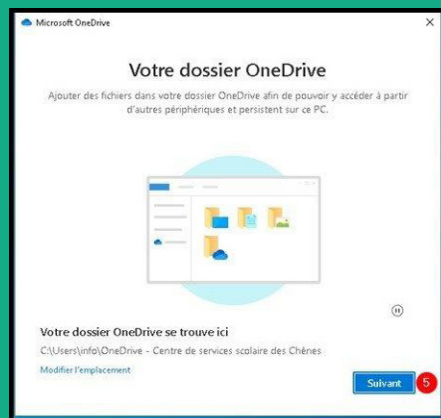 Microsoft OneDrive
Votre dossier OneDrive
Ajouter des fichiers dans votre dossier OneDrive afin de pouvoir y accéder à partir
d'autres périphériques et persistent sur ce PC.
Votre dossier OneDrive se trouve ici
C:\Users\info\OneDrive - Centre de services scolaire des Chênes
Modifier l'emplacement
Suivant 5